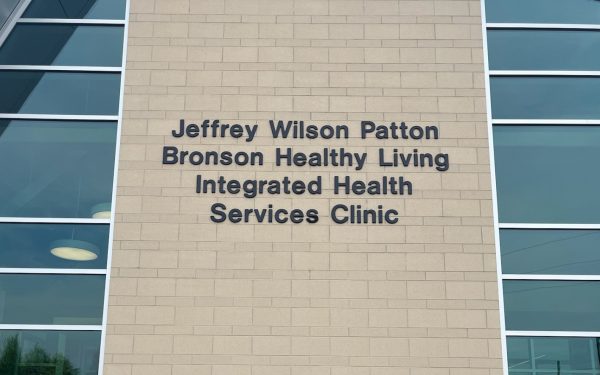 Jeffrey Wilson Patton
Bronson Healthy Living
Integrated Health
Services Clinic